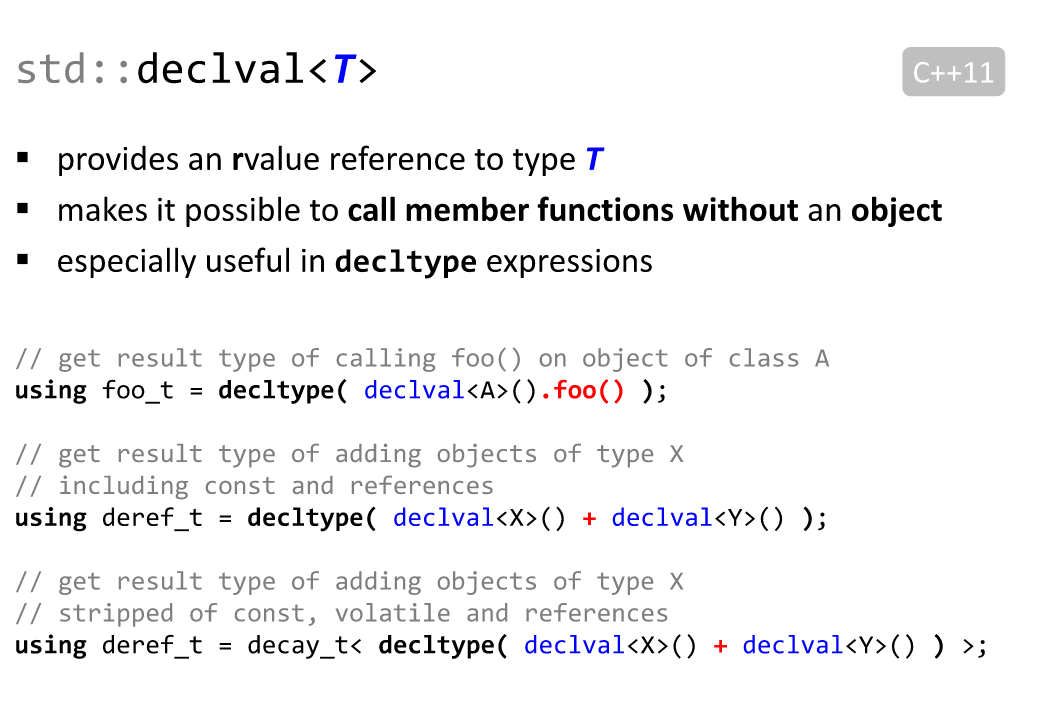 std::declval<T>
C++11
▪ provides an rvalue reference to type T
▪ makes it possible to call member functions without an object
▪ especially useful in decltype expressions
// get result type of calling foo() on object of class A
using foo_t = decltype( declval<A>().foo() );
// get result type of adding objects of type X
// including const and references
using deref_t = decltype( declval<X>() + declval<Y>() );
// get result type of adding objects of type X
// stripped of const, volatile and references
using deref_t = decay_t< decltype( declval<X>() + declval<Y>() ) >;